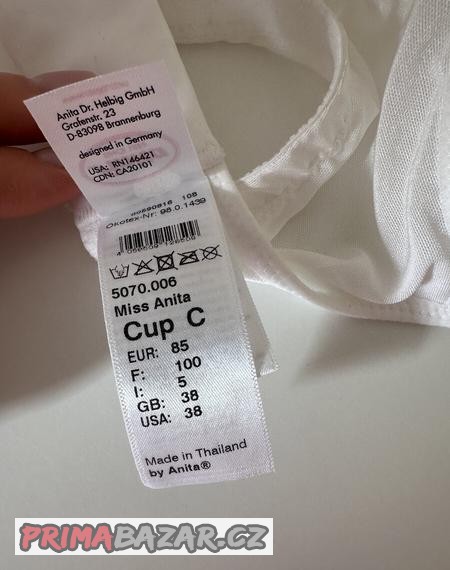 Anita Dr. Helbig GmbH
Grafenstr. 23
D-83098 Brannenburg
designed in Germany
USA: RN146421
CDN: CA20101
108
Ökotex-Nr: 98.0.1439
5070.006
Miss Anita
Cup C
EUR: 85
F: 100
I: 5
GB: 38
USA: 38
Made in Thailand
by Anita®
PRIMABAZAR.CZ